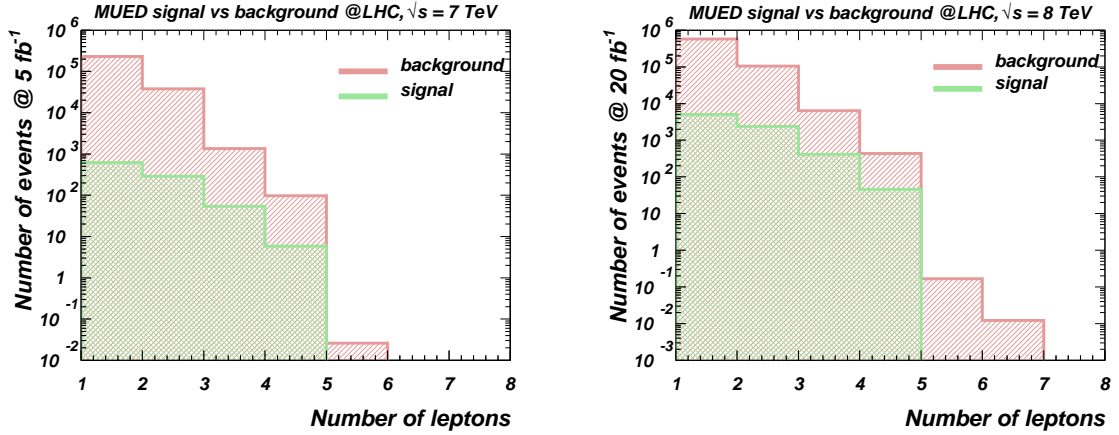 MUED signal vs background @LHC, √s = 7 TeV
Number of events @ 5 fb-1
10 6
10 5
10 4
10 3
10 2
10
1
10 -1
10 -2
background
signal
1 2 3 4 5 6 7 8
Number of leptons
MUED signal vs background @LHC, √s = 8 TeV
Number of events @ 20 fb-1
10 6
10 5
10 4
10 3
10 2
10
1
10 -1
10 -2
10 -3
background
signal
1 2 3 4 5 6 7 8
Number of leptons